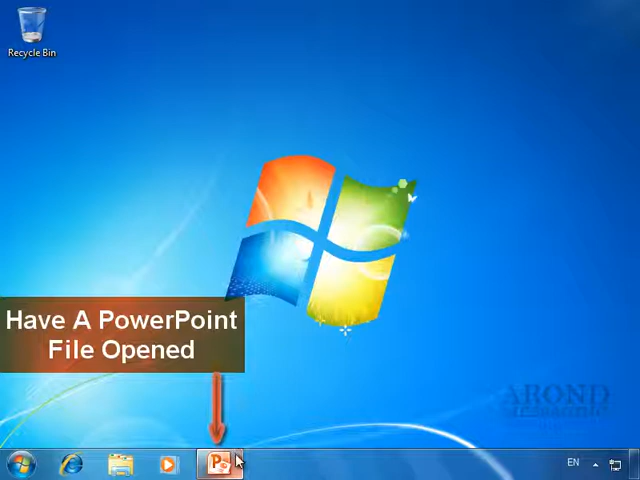 Recycle Bin
Have A PowerPoint
File Opened
AROND
P
EN